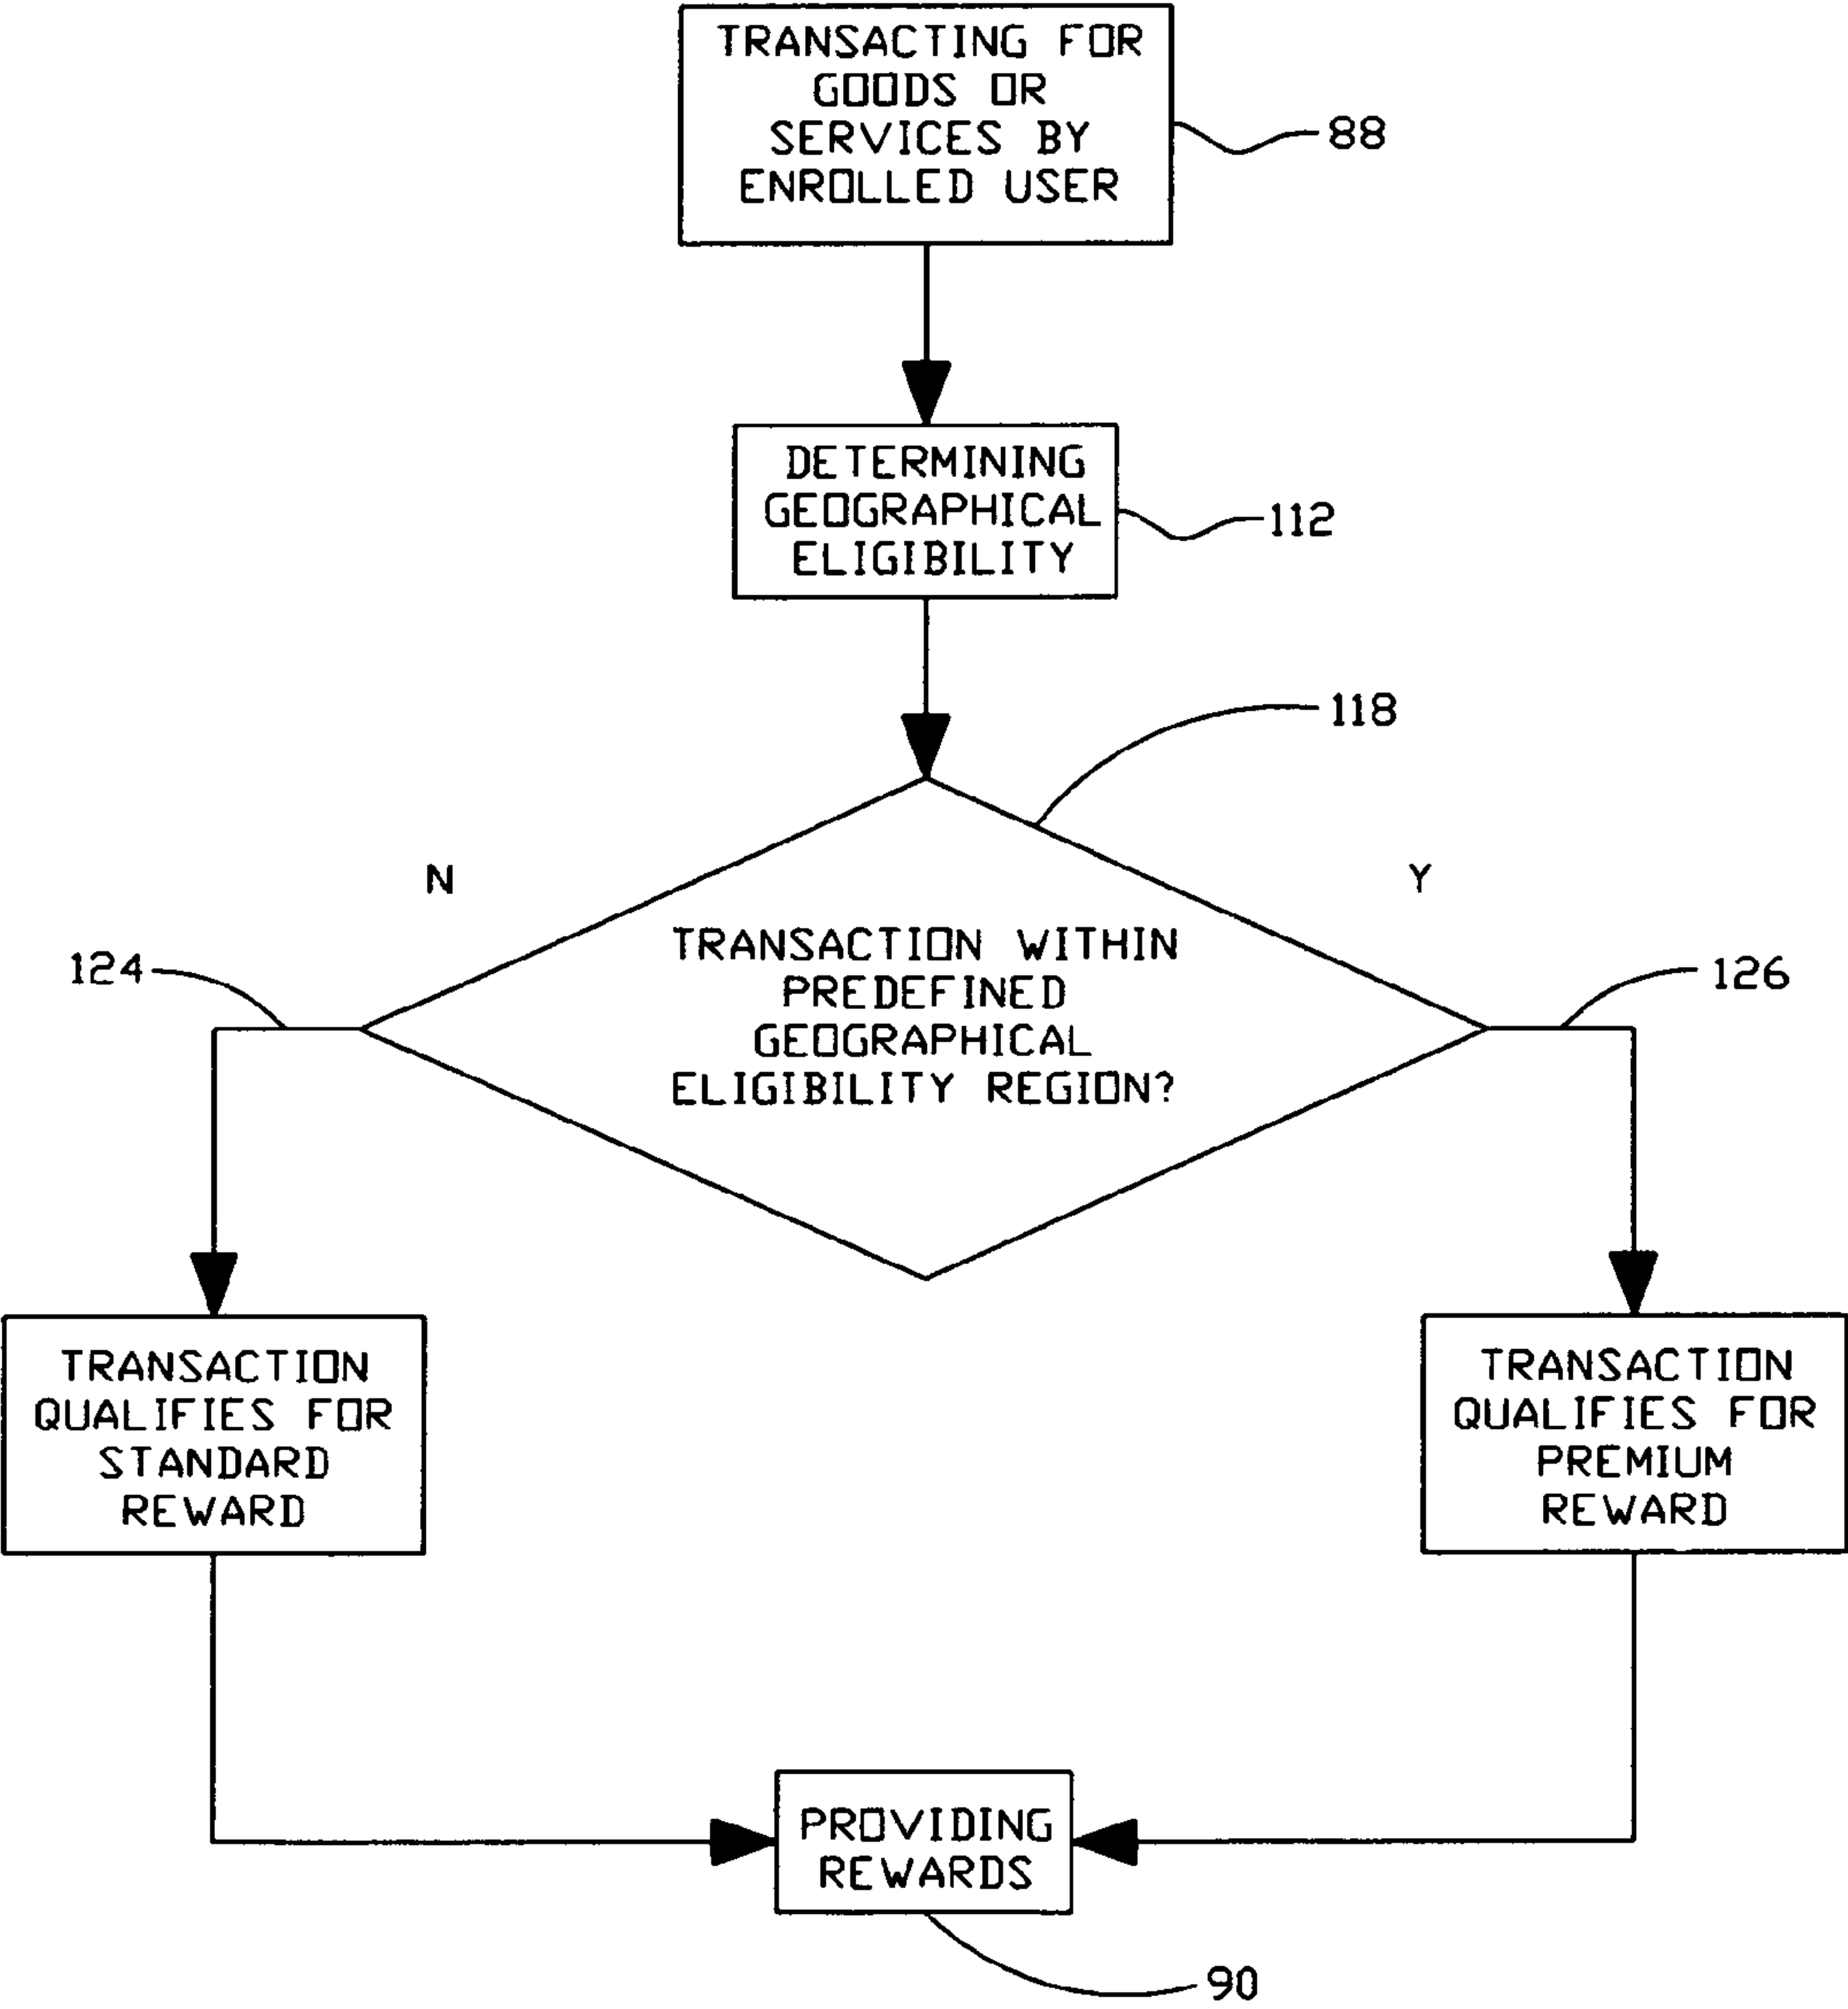 TRANSACTING FOR
GOODS OR
SERVICES BY
ENROLLED USER
88
DETERMINING
GEOGRAPHICAL
ELIGIBILITY
112
118
N
Y
TRANSACTION WITHIN
PREDEFINED
GEOGRAPHICAL
ELIGIBILITY REGION?
124
126
TRANSACTION
QUALIFIES FOR
STANDARD
REWARD
TRANSACTION
QUALIFIES FOR
PREMIUM
REWARD
PROVIDING
REWARDS
90